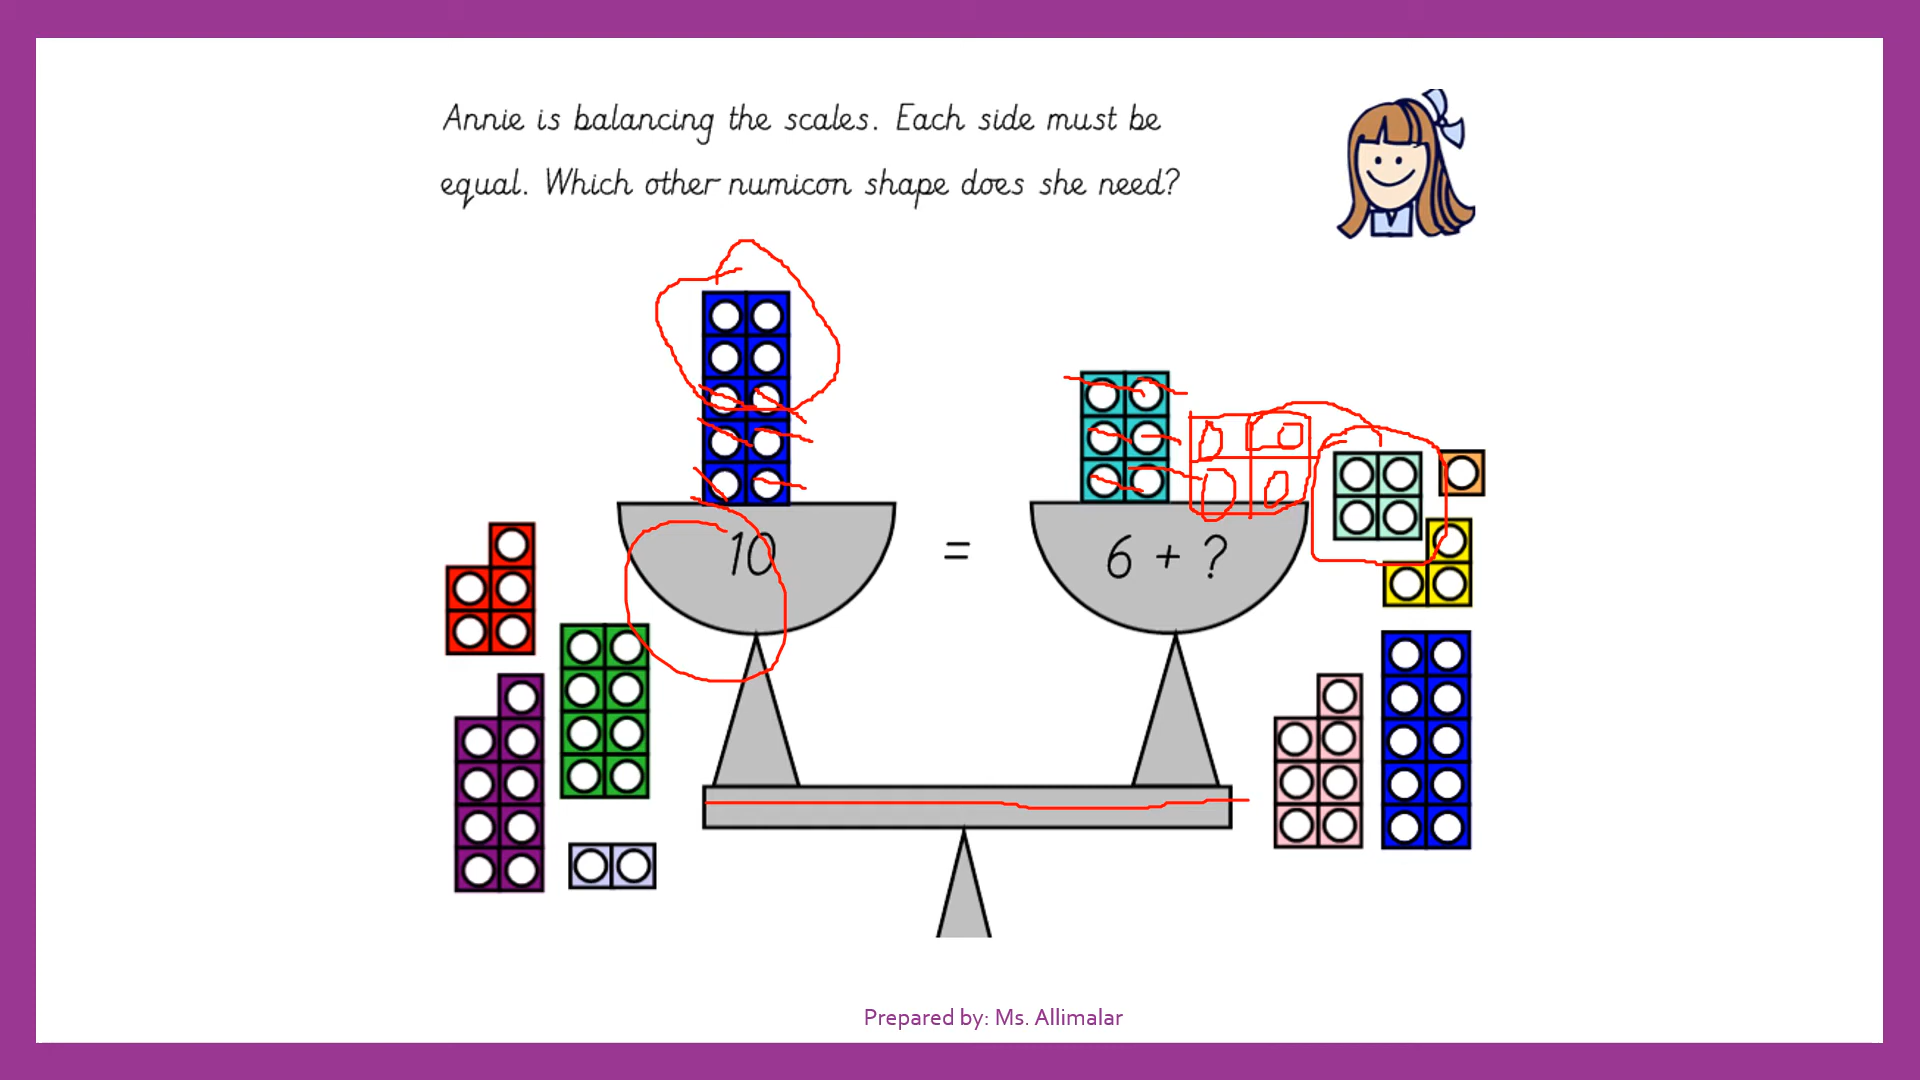 Annie is balancing the scales. Each side must be
equal. Which other numicon shape does she need?
10 = 6 + ?
Prepared by: Ms. Allimalar